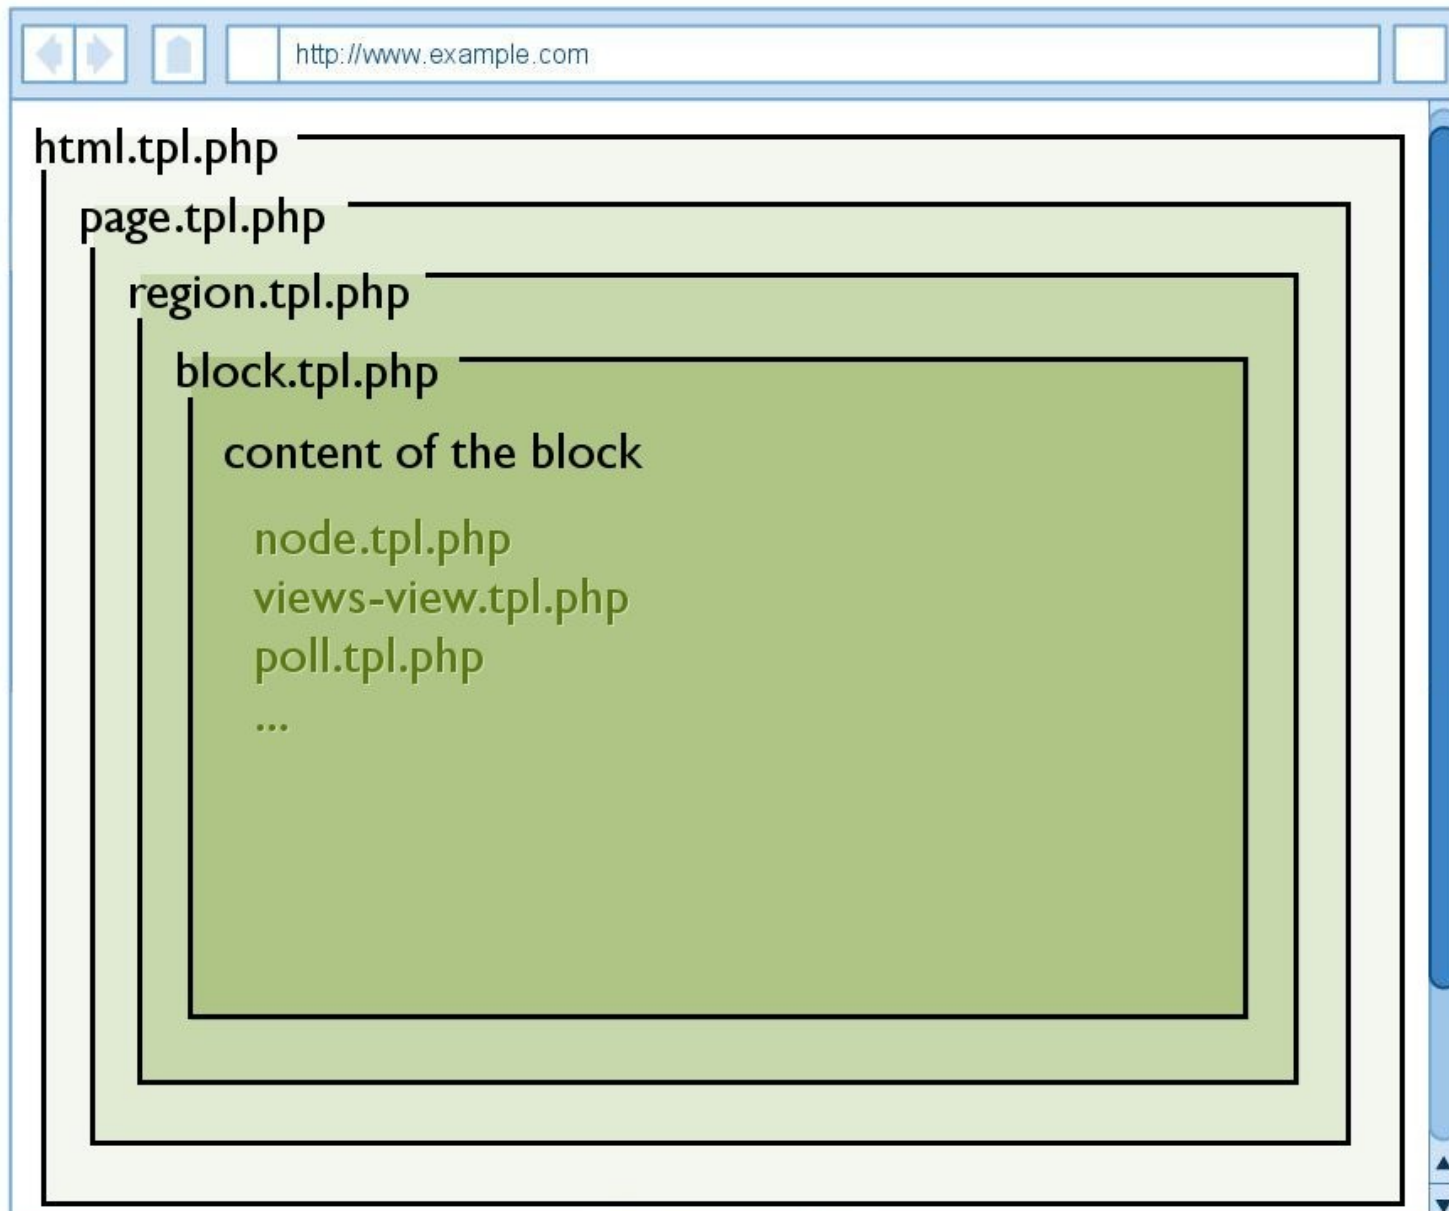 http://www.example.com
html.tpl.php
page.tpl.php
region.tpl.php
block.tpl.php
content of the block
node.tpl.php
views-view.tpl.php
poll.tpl.php
...